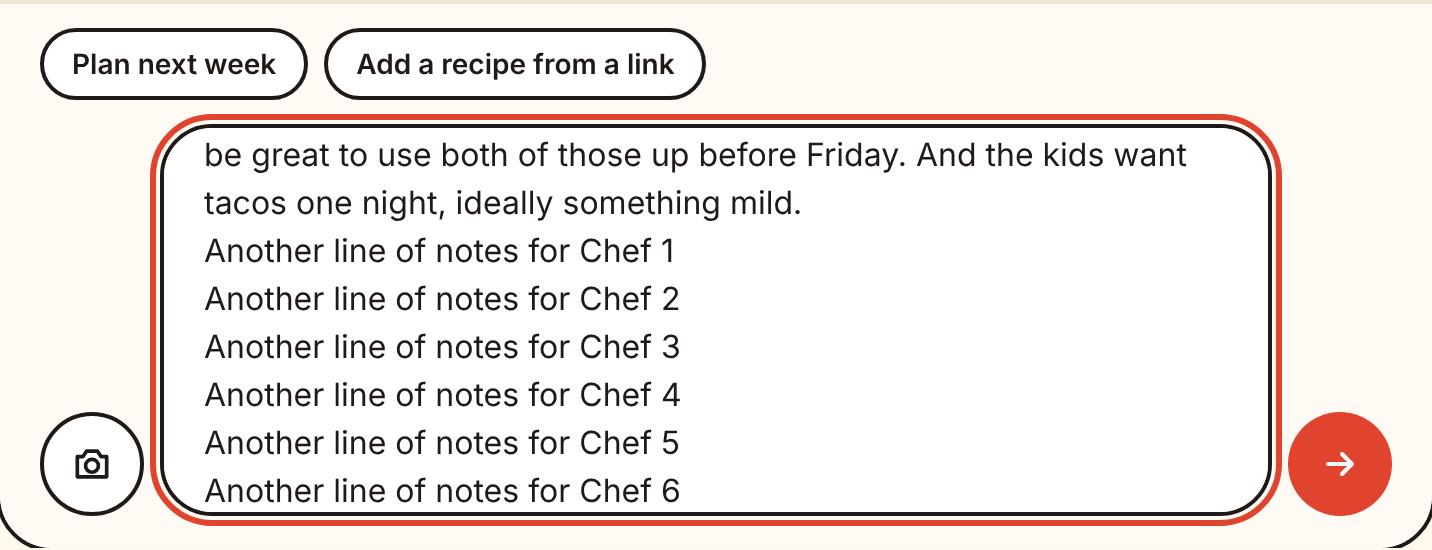 Plan next week
Add a recipe from a link
be great to use both of those up before Friday. And the kids want
tacos one night, ideally something mild.
Another line of notes for Chef 1
Another line of notes for Chef 2
Another line of notes for Chef 3
Another line of notes for Chef 4
Another line of notes for Chef 5
Another line of notes for Chef 6